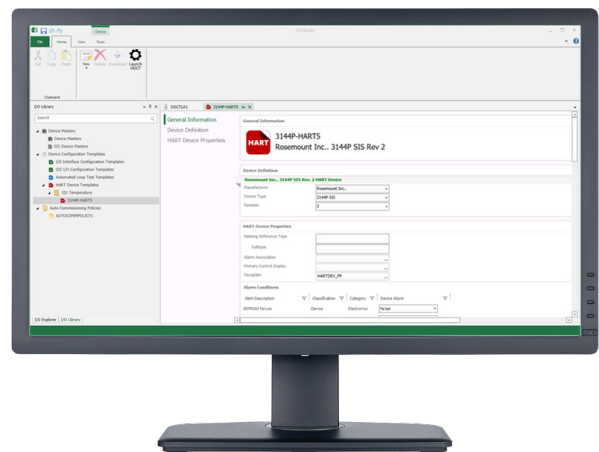 Device
I/O Studio
File Home View Tools
Cut Copy Paste New Delete Download Launch HDCT
Clipboard
I/O Library
SISCTLR1
3144P-HART5
Search
Device Masters
Device Masters
SIS Device Masters
Device Configuration Templates
I/O Interface Configuration Templates
SIS I/O Configuration Templates
Automated Loop Test Templates
HART Device Templates
SIS Temperature
3144P-HART5
Auto Commissioning Policies
AUTOCOMMPOLICY1
I/O Explorer I/O Library
General Information
Device Definition
HART Device Properties
General Information
HART
3144P-HART5
Rosemount Inc.. 3144P SIS Rev 2
Device Definition
Rosemount Inc.. 3144P SIS Rev. 2 HART Device
Manufacturer Rosemount Inc..
Device Type 3144P SIS
Revision 2
HART Device Properties
Naming Reference Type
Subtype
Alarm Association
Primary Control Display
Faceplate HARTDEV_FP
Alarm Conditions
Alert Description Classification Category Device Alarm
EEPROM Failure Device Electronics Failed